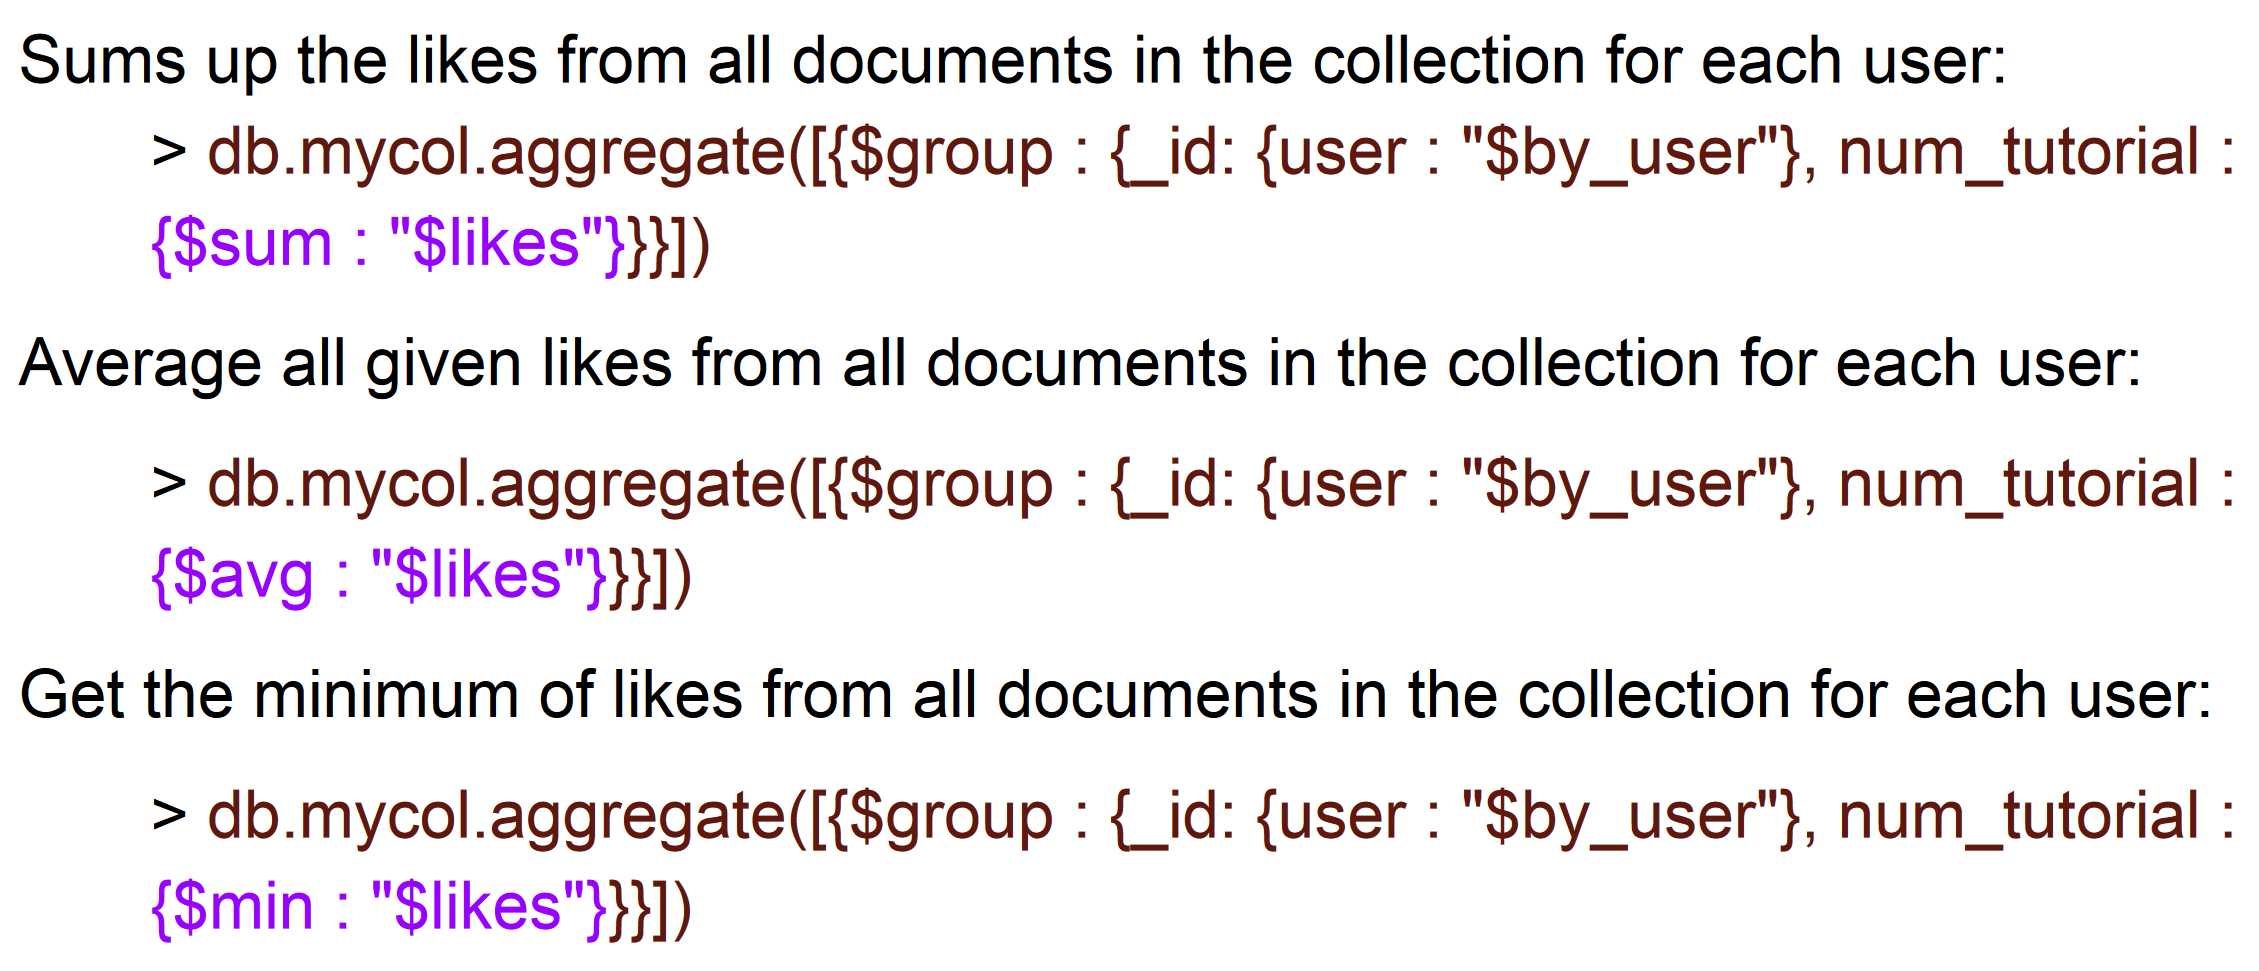 Sums up the likes from all documents in the collection for each user:
> db.mycol.aggregate([{$group : {_id: {user : "$by_user"}, num_tutorial :
{$sum : "$likes"}}}])
Average all given likes from all documents in the collection for each user:
> db.mycol.aggregate([{$group : {_id: {user : "$by_user"}, num_tutorial :
{$avg : "$likes"}}}])
Get the minimum of likes from all documents in the collection for each user:
> db.mycol.aggregate([{$group : {_id: {user : "$by_user"}, num_tutorial :
{$min : "$likes"}}}])